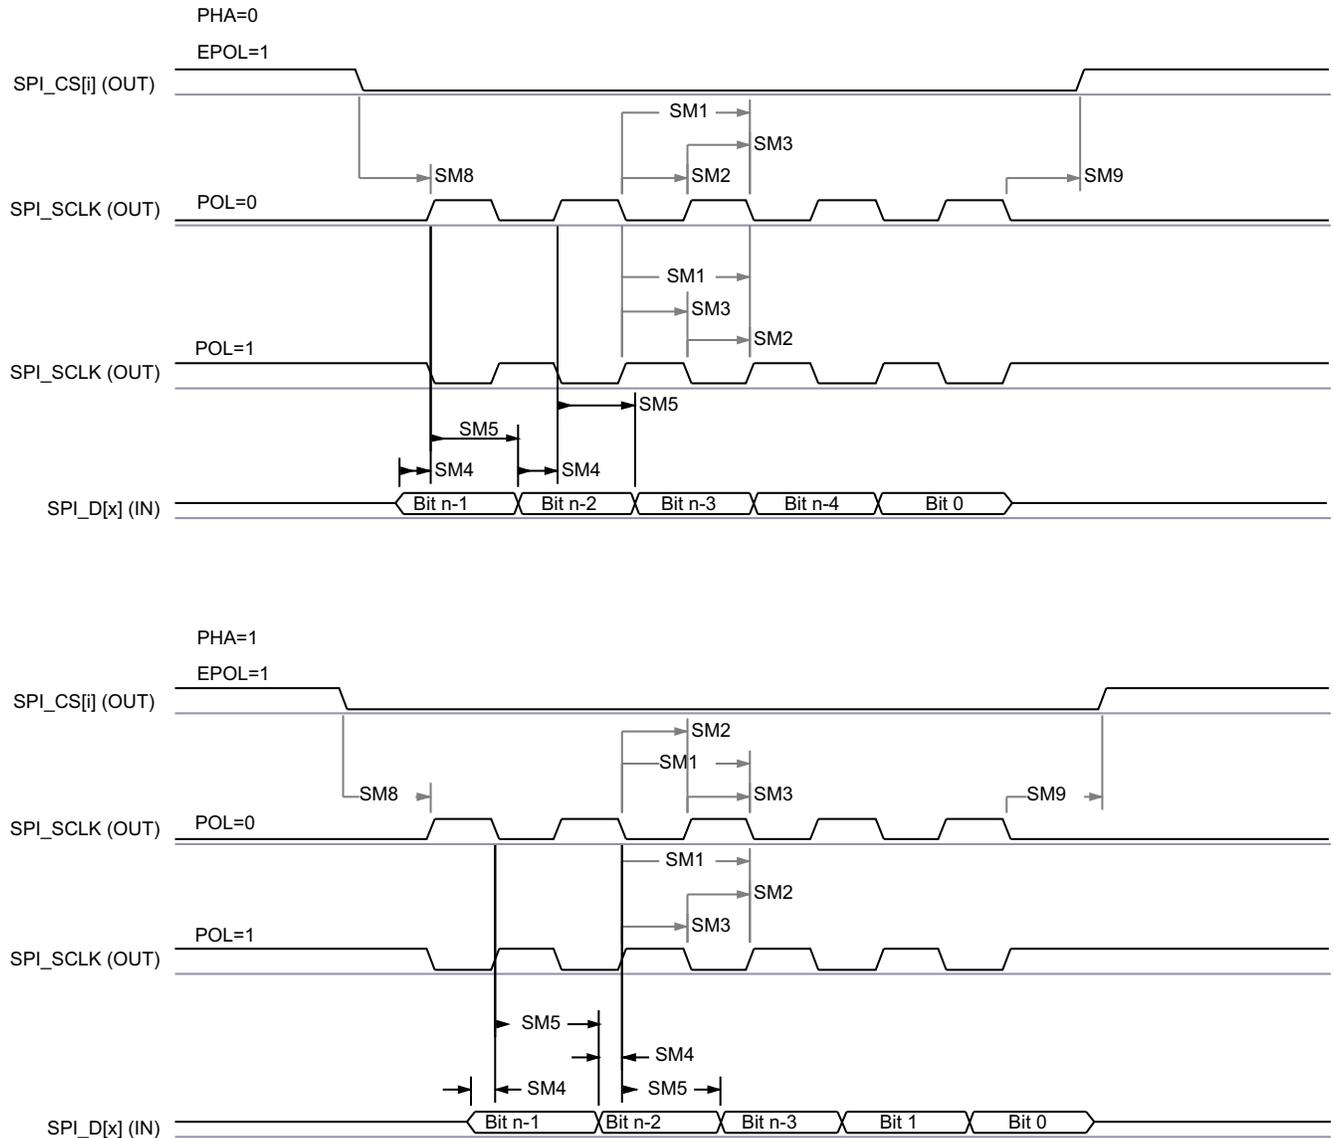 PHA=0
EPOL=1
SPI_CS[i] (OUT)
SM1
SM3
SM8
SM2
SM9
POL=0
SPI_SCLK (OUT)
SM1
SM3
SM2
POL=1
SPI_SCLK (OUT)
SM5
SM5
SM4
SM4
SPI_D[x] (IN)
Bit n-1
Bit n-2
Bit n-3
Bit n-4
Bit 0
PHA=1
EPOL=1
SPI_CS[i] (OUT)
SM2
SM1
SM8
SM3
SM9
POL=0
SPI_SCLK (OUT)
SM1
SM2
SM3
POL=1
SPI_SCLK (OUT)
SM5
SM4
SM4
SM5
SPI_D[x] (IN)
Bit n-1
Bit n-2
Bit n-3
Bit 1
Bit 0